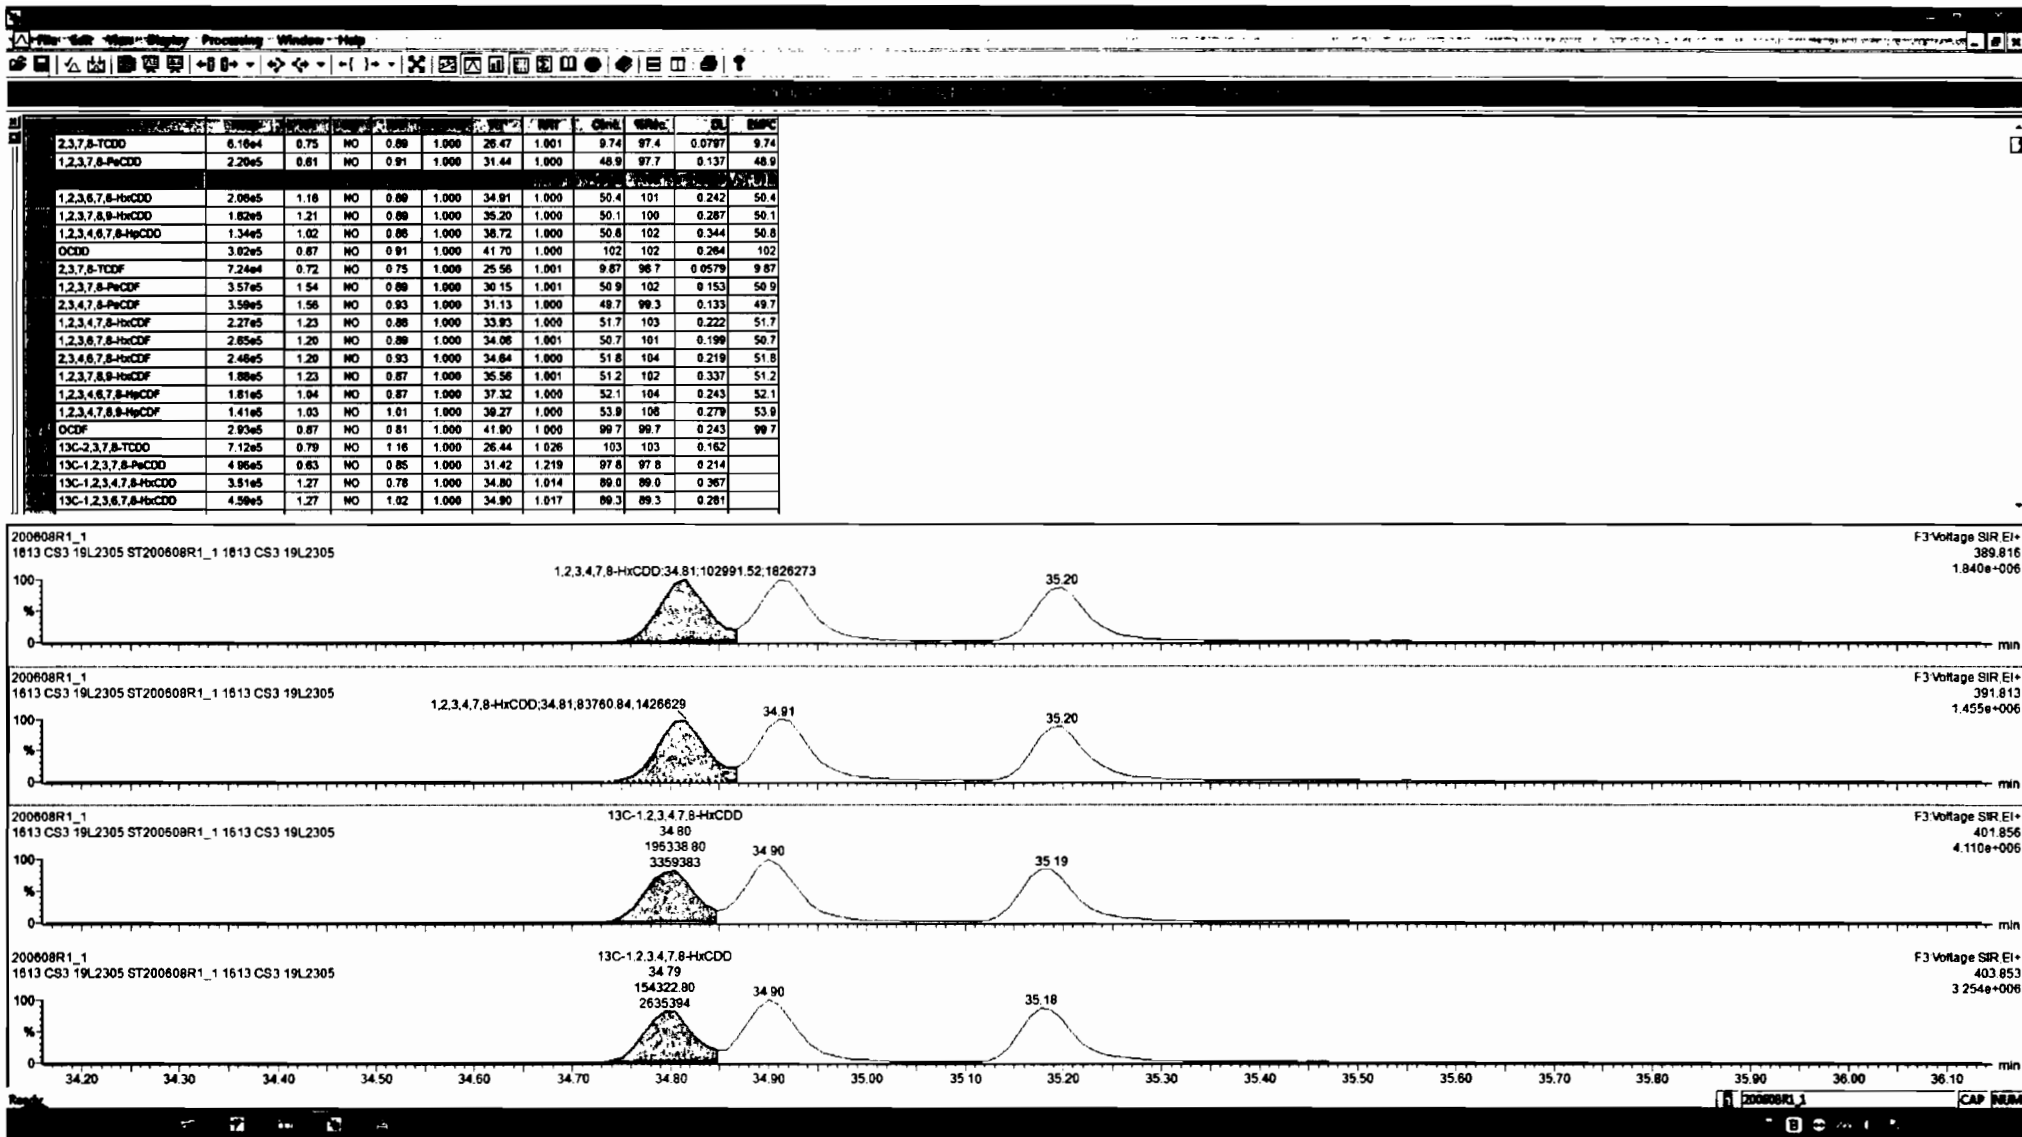 File Edit View Display Processing Window Help
RRT Conc. %Rec. DL EMPC
2,3,7,8-TCDD 6.16e4 0.75 NO 0.89 1.000 26.47 1.001 9.74 97.4 0.0797 9.74
1,2,3,7,8-PeCDD 2.20e5 0.61 NO 0.91 1.000 31.44 1.000 48.9 97.7 0.137 48.9
1,2,3,6,7,8-HxCDD 2.06e5 1.16 NO 0.89 1.000 34.91 1.000 50.4 101 0.242 50.4
1,2,3,7,8,9-HxCDD 1.82e5 1.21 NO 0.89 1.000 35.20 1.000 50.1 100 0.287 50.1
1,2,3,4,6,7,8-HpCDD 1.34e5 1.02 NO 0.86 1.000 38.72 1.000 50.8 102 0.344 50.8
OCDD 3.02e5 0.87 NO 0.91 1.000 41.70 1.000 102 102 0.264 102
2,3,7,8-TCDF 7.24e4 0.72 NO 0.75 1.000 25.56 1.001 9.87 98.7 0.0579 9.87
1,2,3,7,8-PeCDF 3.57e5 1.54 NO 0.89 1.000 30.15 1.001 50.9 102 0.153 50.9
2,3,4,7,8-PeCDF 3.59e5 1.56 NO 0.93 1.000 31.13 1.000 49.7 99.3 0.133 49.7
1,2,3,4,7,8-HxCDF 2.27e5 1.23 NO 0.86 1.000 33.93 1.000 51.7 103 0.222 51.7
1,2,3,6,7,8-HxCDF 2.65e5 1.20 NO 0.89 1.000 34.06 1.001 50.7 101 0.199 50.7
2,3,4,6,7,8-HxCDF 2.46e5 1.20 NO 0.93 1.000 34.64 1.000 51.8 104 0.219 51.8
1,2,3,7,8,9-HxCDF 1.88e5 1.23 NO 0.87 1.000 35.56 1.001 51.2 102 0.337 51.2
1,2,3,4,6,7,8-HpCDF 1.81e5 1.04 NO 0.87 1.000 37.32 1.000 52.1 104 0.243 52.1
1,2,3,4,7,8,9-HpCDF 1.41e5 1.03 NO 1.01 1.000 39.27 1.000 53.9 108 0.279 53.9
OCDF 2.93e5 0.87 NO 0.81 1.000 41.90 1.000 99.7 99.7 0.243 99.7
13C-2,3,7,8-TCDD 7.12e5 0.79 NO 1.16 1.000 26.44 1.026 103 103 0.162
13C-1,2,3,7,8-PeCDD 4.96e5 0.63 NO 0.85 1.000 31.42 1.219 97.8 97.8 0.214
13C-1,2,3,4,7,8-HxCDD 3.51e5 1.27 NO 0.78 1.000 34.80 1.014 89.0 89.0 0.367
13C-1,2,3,6,7,8-HxCDD 4.59e5 1.27 NO 1.02 1.000 34.90 1.017 89.3 89.3 0.281
200608R1_1
1613 CS3 19L2305 ST200608R1_1 1613 CS3 19L2305
F3:Voltage SIR,EI+
389.816
1.840e+006
1,2,3,4,7,8-HxCDD;34.81;102991.52;1826273
35.20
100
%
0
min
200608R1_1
1613 CS3 19L2305 ST200608R1_1 1613 CS3 19L2305
F3:Voltage SIR,EI+
391.813
1.455e+006
1,2,3,4,7,8-HxCDD;34.81;83760.84;1426629
34.91
35.20
100
%
0
min
200608R1_1
1613 CS3 19L2305 ST200608R1_1 1613 CS3 19L2305
F3:Voltage SIR,EI+
401.856
4.110e+006
13C-1,2,3,4,7,8-HxCDD
34.80
195338.80
3359383
34.90
35.19
100
%
0
min
200608R1_1
1613 CS3 19L2305 ST200608R1_1 1613 CS3 19L2305
F3:Voltage SIR,EI+
403.853
3.254e+006
13C-1,2,3,4,7,8-HxCDD
34.79
154322.80
2635394
34.90
35.18
100
%
0
min
34.20 34.30 34.40 34.50 34.60 34.70 34.80 34.90 35.00 35.10 35.20 35.30 35.40 35.50 35.60 35.70 35.80 35.90 36.00 36.10
Ready
200608R1_1 CAP NUM